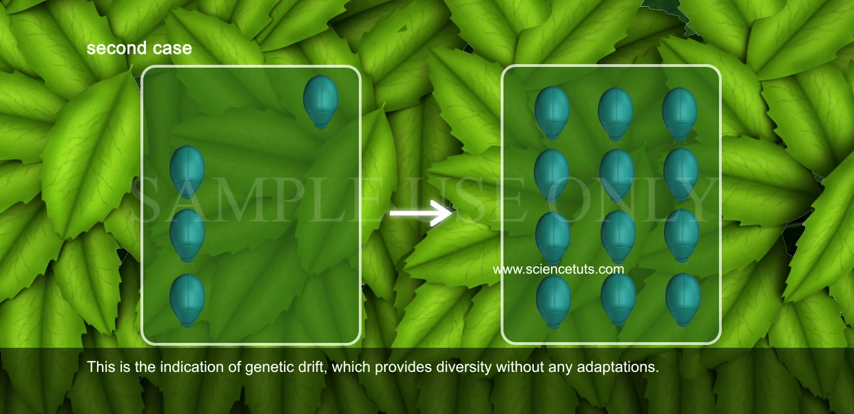 second case
SAMPLE USE ONLY
www.sciencetuts.com
This is the indication of genetic drift, which provides diversity without any adaptations.